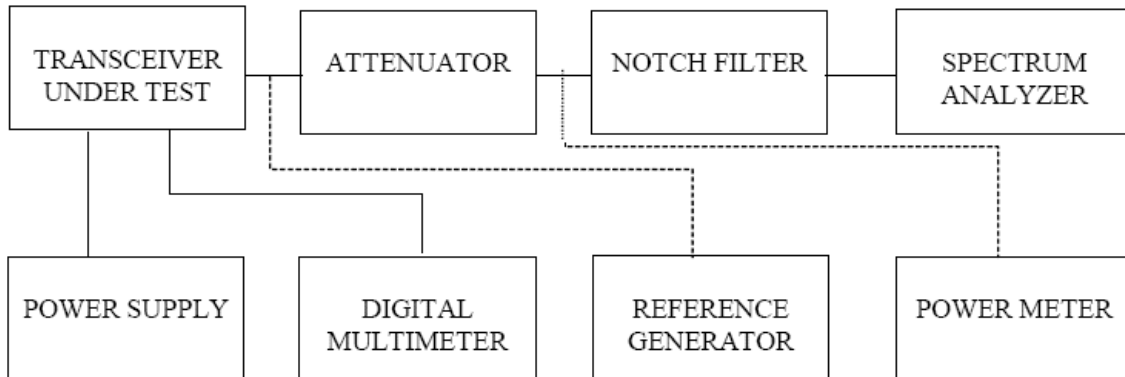 TRANSCEIVER
UNDER TEST
ATTENUATOR
NOTCH FILTER
SPECTRUM
ANALYZER
POWER SUPPLY
DIGITAL
MULTIMETER
REFERENCE
GENERATOR
POWER METER